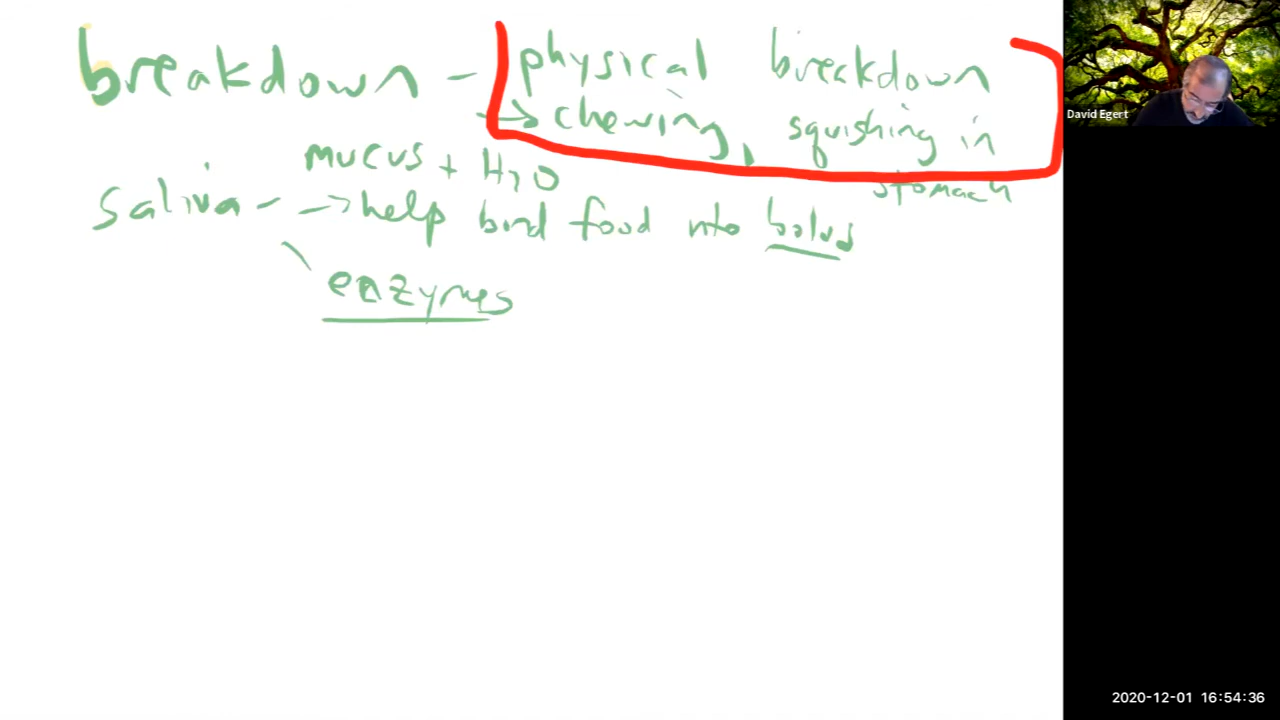 breakdown - physical breakdown
→ chewing, squishing in
stomach
mucus + H2O
saliva - → help bind food into bolus
enzymes
David Egert
2020-12-01 16:54:36